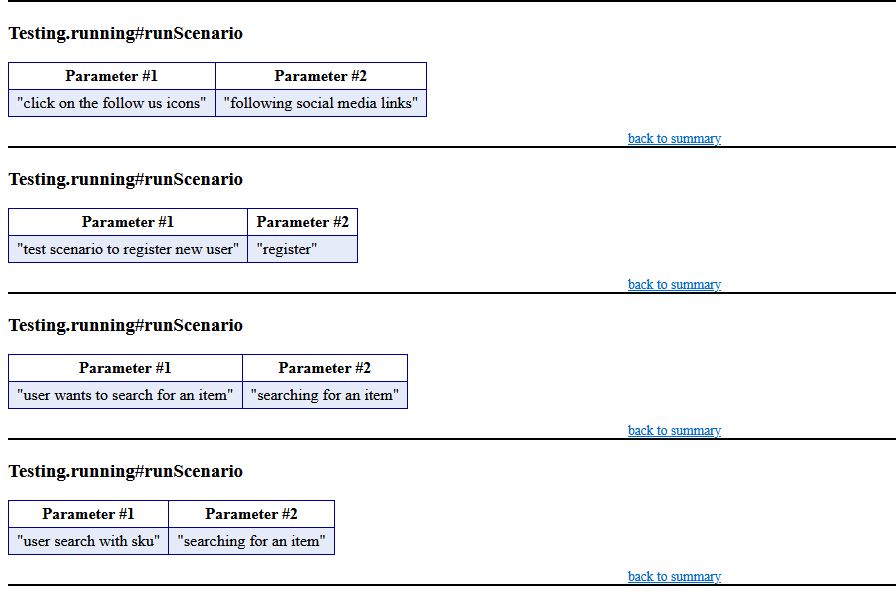 Testing.running#runScenario
Parameter #1 Parameter #2
"click on the follow us icons" "following social media links"
back to summary
Testing.running#runScenario
Parameter #1 Parameter #2
"test scenario to register new user" "register"
back to summary
Testing.running#runScenario
Parameter #1 Parameter #2
"user wants to search for an item" "searching for an item"
back to summary
Testing.running#runScenario
Parameter #1 Parameter #2
"user search with sku" "searching for an item"
back to summary